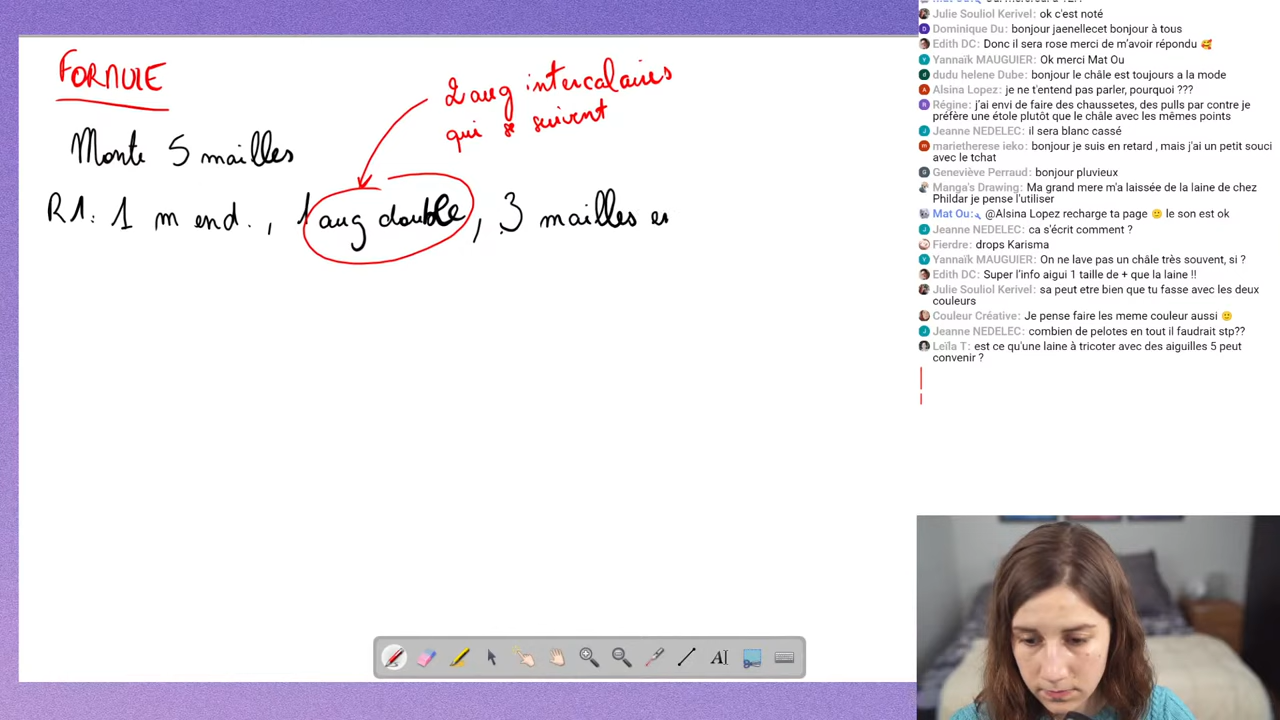 FORMULE
2 aug intercalaires
qui se suivent
Monte 5 mailles
R1: 1 m end., 1 aug double, 3 mailles en
Julie Souliol Kerivel: ok c'est noté
Dominique Du: bonjour jaenellecet bonjour à tous
Edith DC: Donc il sera rose merci de m'avoir répondu 🥰
Yannaïk MAUGUIER: Ok merci Mat Ou
dudu helene Dube: bonjour le châle est toujours a la mode
Alsina Lopez: je ne t'entend pas parler, pourquoi ???
Régine: j'ai envi de faire des chaussetes, des pulls par contre je
préfère une étole plutôt que le châle avec les mêmes points
Jeanne NEDELEC: il sera blanc cassé
mariethérese ieko: bonjour je suis en retard , mais j'ai un petit souci
avec le tchat
Geneviève Perraud: bonjour pluvieux
Manga's Drawing: Ma grand mere m'a laissée de la laine de chez
Phildar je pense l'utiliser
Mat Ou: @Alsina Lopez recharge ta page 🙂 le son est ok
Jeanne NEDELEC: ca s'écrit comment ?
Fierdre: drops Karisma
Yannaïk MAUGUIER: On ne lave pas un châle très souvent, si ?
Edith DC: Super l'info aigui 1 taille de + que la laine !!
Julie Souliol Kerivel: sa peut etre bien que tu fasse avec les deux
couleurs
Couleur Créative: Je pense faire les meme couleur aussi 🙂
Jeanne NEDELEC: combien de pelotes en tout il faudrait stp??
Leïla T: est ce qu'une laine à tricoter avec des aiguilles 5 peut
convenir ?
AI